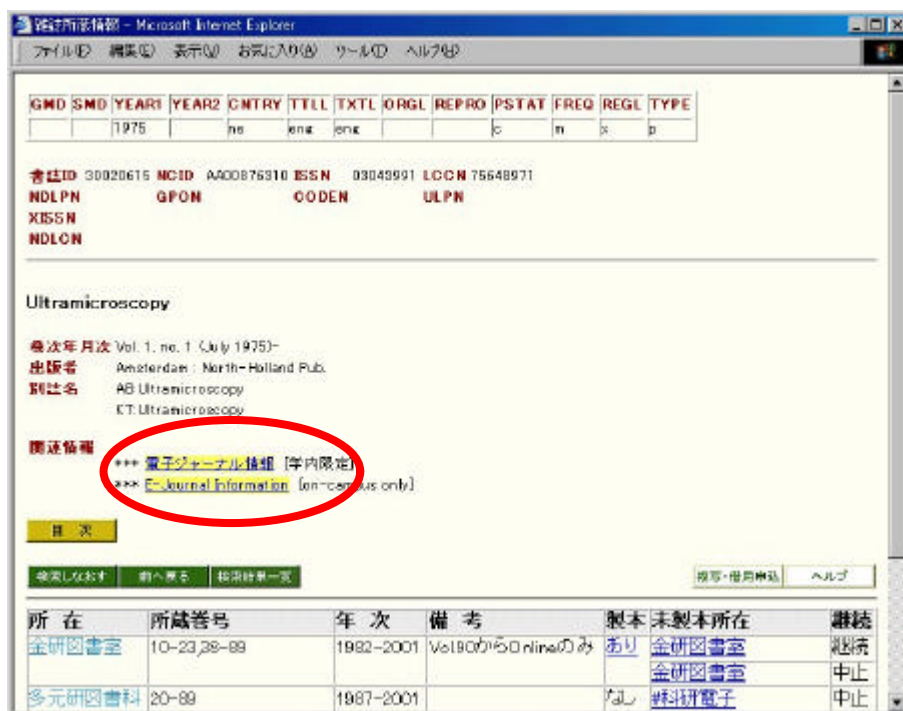 雑誌所蔵情報 - Microsoft Internet Explorer
ファイル(F) 編集(E) 表示(V) お気に入り(A) ツール(T) ヘルプ(H)
GMD SMD YEAR1 YEAR2 CNTRY TTLL TXTL ORGL REPRO PSTAT FREQ REGL TYPE
1975 ne eng eng c m x p
書誌ID 30020615 NCID AA00876310 ISSN 03043991 LCCN 75648971
NDLPN GPON CODEN ULPN
XISSN
NDLCN
Ultramicroscopy
巻次年月次 Vol. 1, no. 1 (July 1975)-
出版者 Amsterdam : North-Holland Pub.
別誌名 AB:Ultramicroscopy
KT:Ultramicroscopy
関連情報
*** 電子ジャーナル情報 [学内限定]
*** E-Journal Information [on-campus only]
目 次
検索しなおす 前へ戻る 検索結果一覧 複写・借用申込 ヘルプ
所 在 所蔵巻号 年 次 備 考 製本 未製本所在 継続
金研図書室 10-23,38-89 1982-2001 Vol90からOnlineのみ あり 金研図書室 継続
金研図書室 中止
多元研図書科 20-89 1987-2001 なし #科研電子 中止